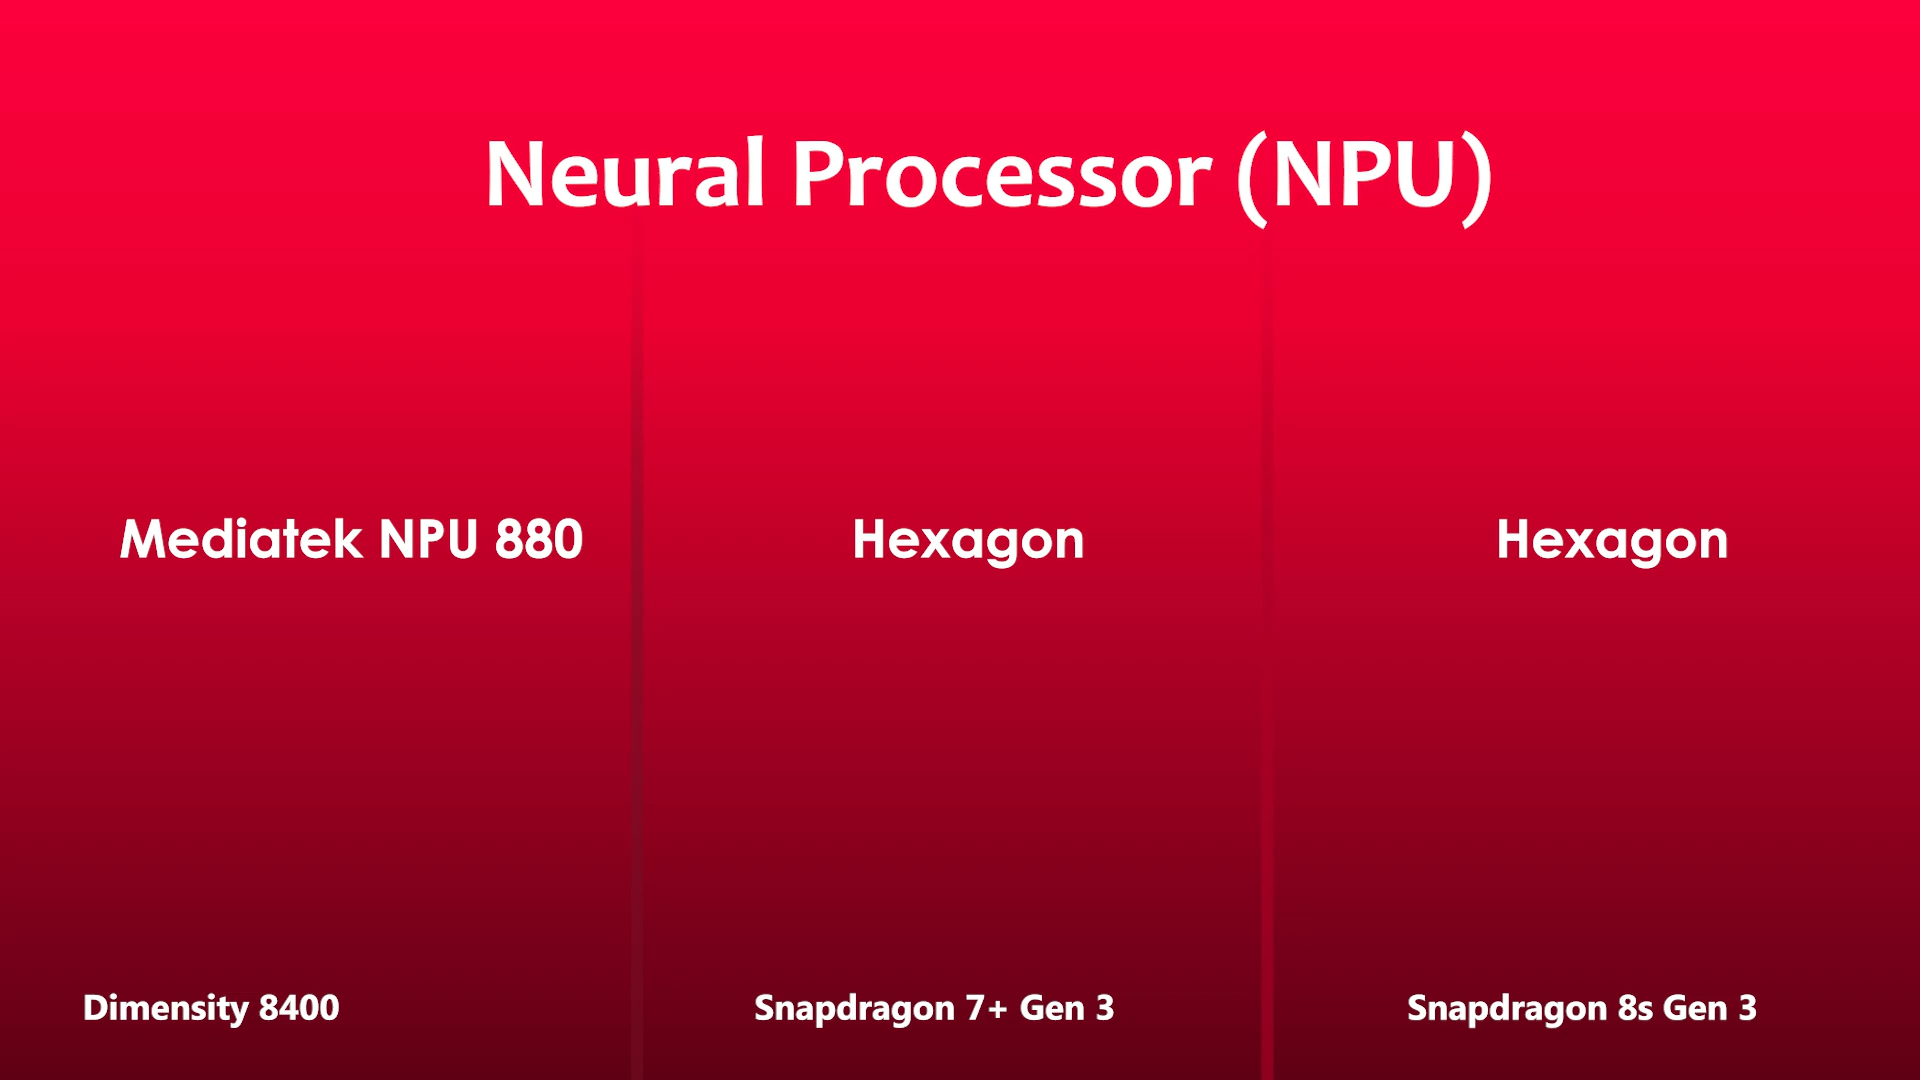 Neural Processor (NPU)
Mediatek NPU 880
Hexagon
Hexagon
Dimensity 8400
Snapdragon 7+ Gen 3
Snapdragon 8s Gen 3